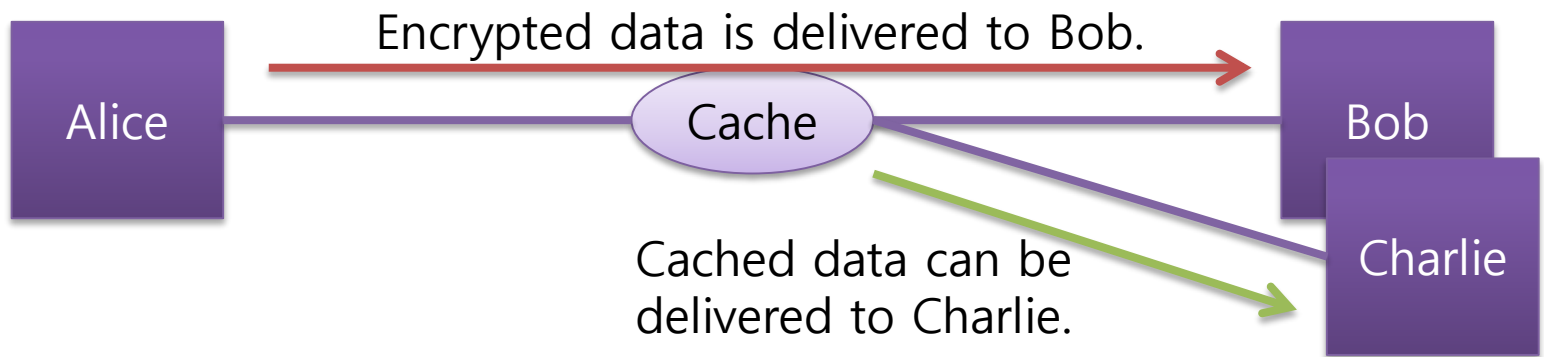 Encrypted data is delivered to Bob.
Alice
Cache
Bob
Charlie
Cached data can be
delivered to Charlie.